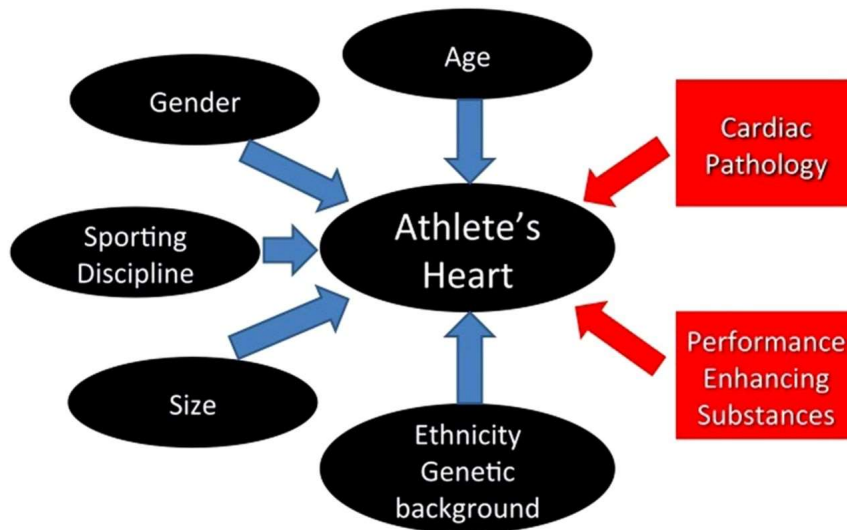 Age
Gender
Cardiac
Pathology
Athlete's
Heart
Sporting
Discipline
Performance
Enhancing
Substances
Size
Ethnicity
Genetic
background